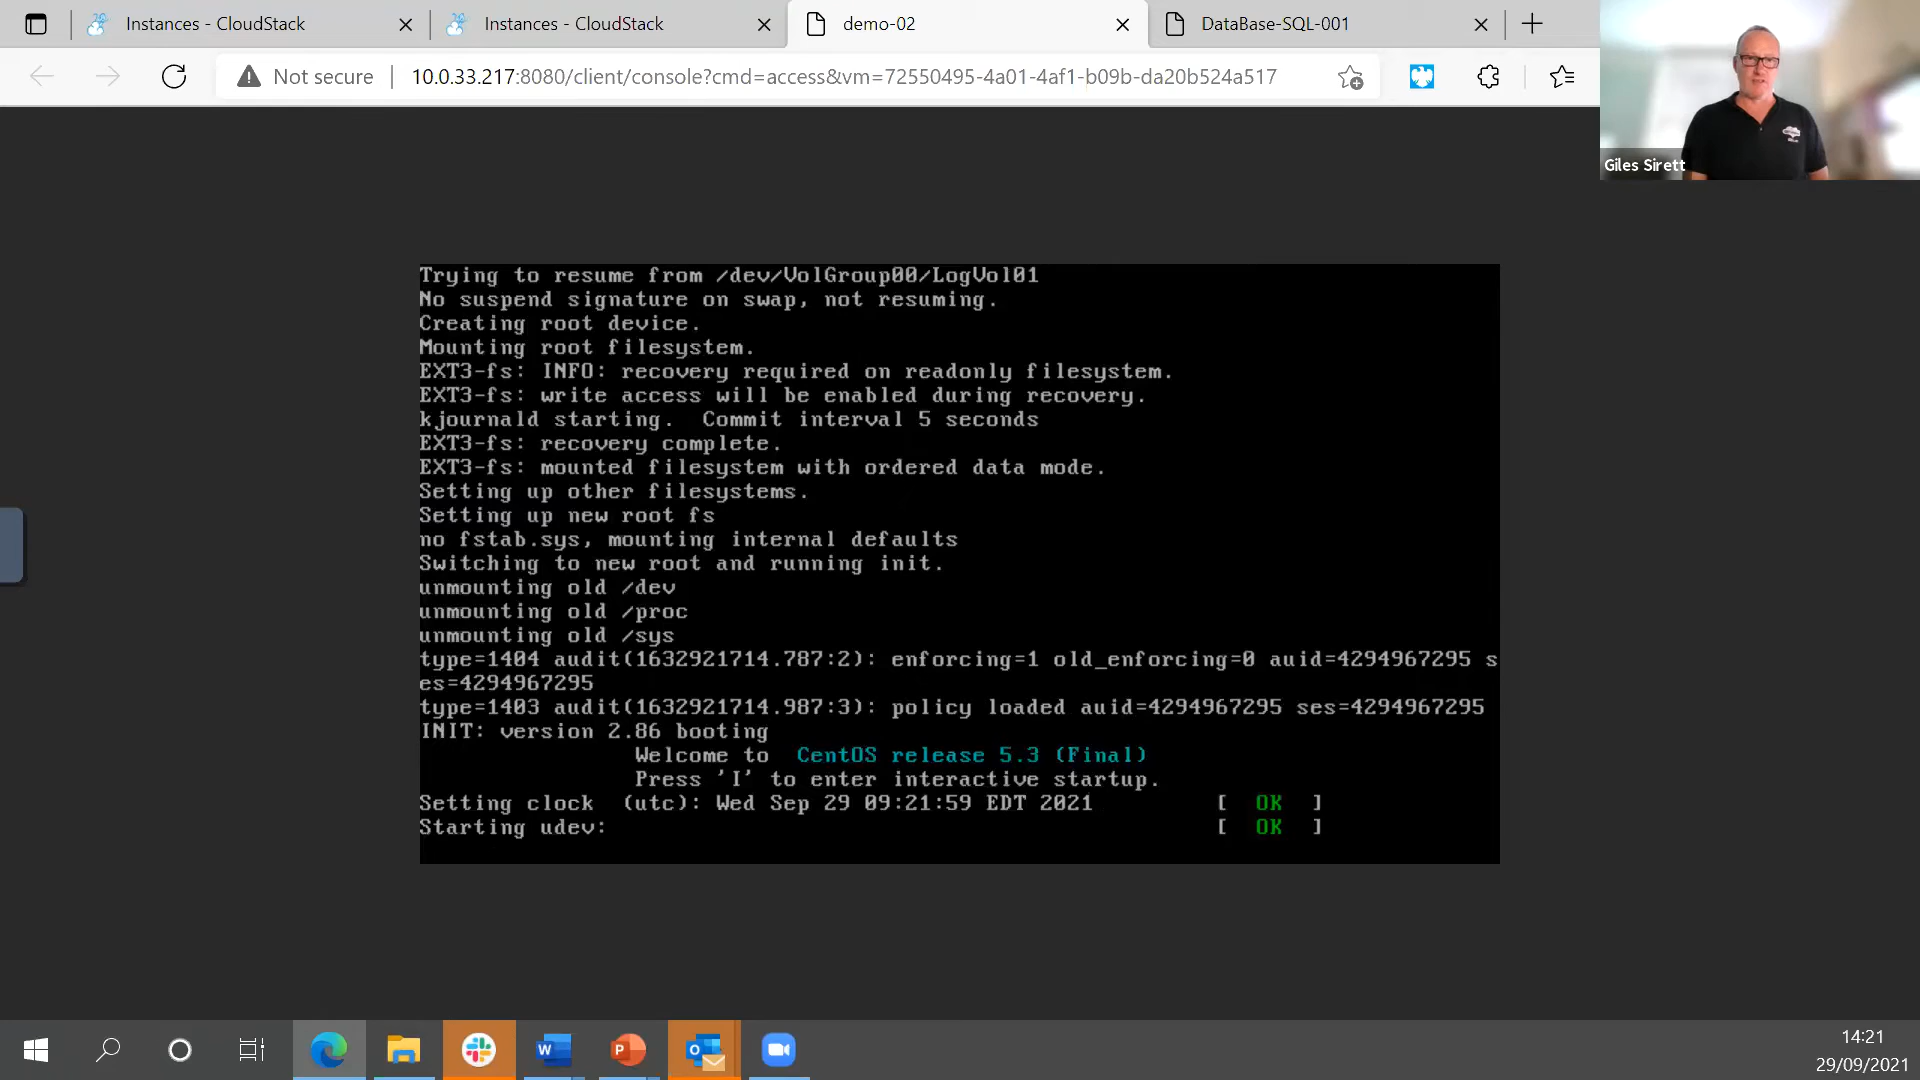 Instances - CloudStack
Instances - CloudStack
demo-02
DataBase-SQL-001
Not secure
10.0.33.217:8080/client/console?cmd=access&vm=72550495-4a01-4af1-b09b-da20b524a517
Giles Sirett
Trying to resume from /dev/VolGroup00/LogVol01
No suspend signature on swap, not resuming.
Creating root device.
Mounting root filesystem.
EXT3-fs: INFO: recovery required on readonly filesystem.
EXT3-fs: write access will be enabled during recovery.
kjournald starting.  Commit interval 5 seconds
EXT3-fs: recovery complete.
EXT3-fs: mounted filesystem with ordered data mode.
Setting up other filesystems.
Setting up new root fs
no fstab.sys, mounting internal defaults
Switching to new root and running init.
unmounting old /dev
unmounting old /proc
unmounting old /sys
type=1404 audit(1632921714.787:2): enforcing=1 old_enforcing=0 auid=4294967295 s
es=4294967295
type=1403 audit(1632921714.987:3): policy loaded auid=4294967295 ses=4294967295
INIT: version 2.86 booting
Welcome to  CentOS release 5.3 (Final)
Press 'I' to enter interactive startup.
Setting clock  (utc): Wed Sep 29 09:21:59 EDT 2021 [  OK  ]
Starting udev: [  OK  ]
14:21
29/09/2021